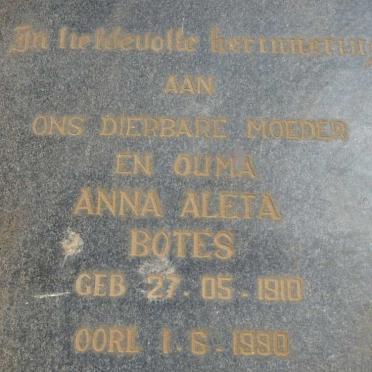 In liefdevolle herinnering
AAN
ONS DIERBARE MOEDER
EN OUMA
ANNA ALETA
BOTES
GEB 27 . 05 . 1910
OORL 1 . 6 . 1990